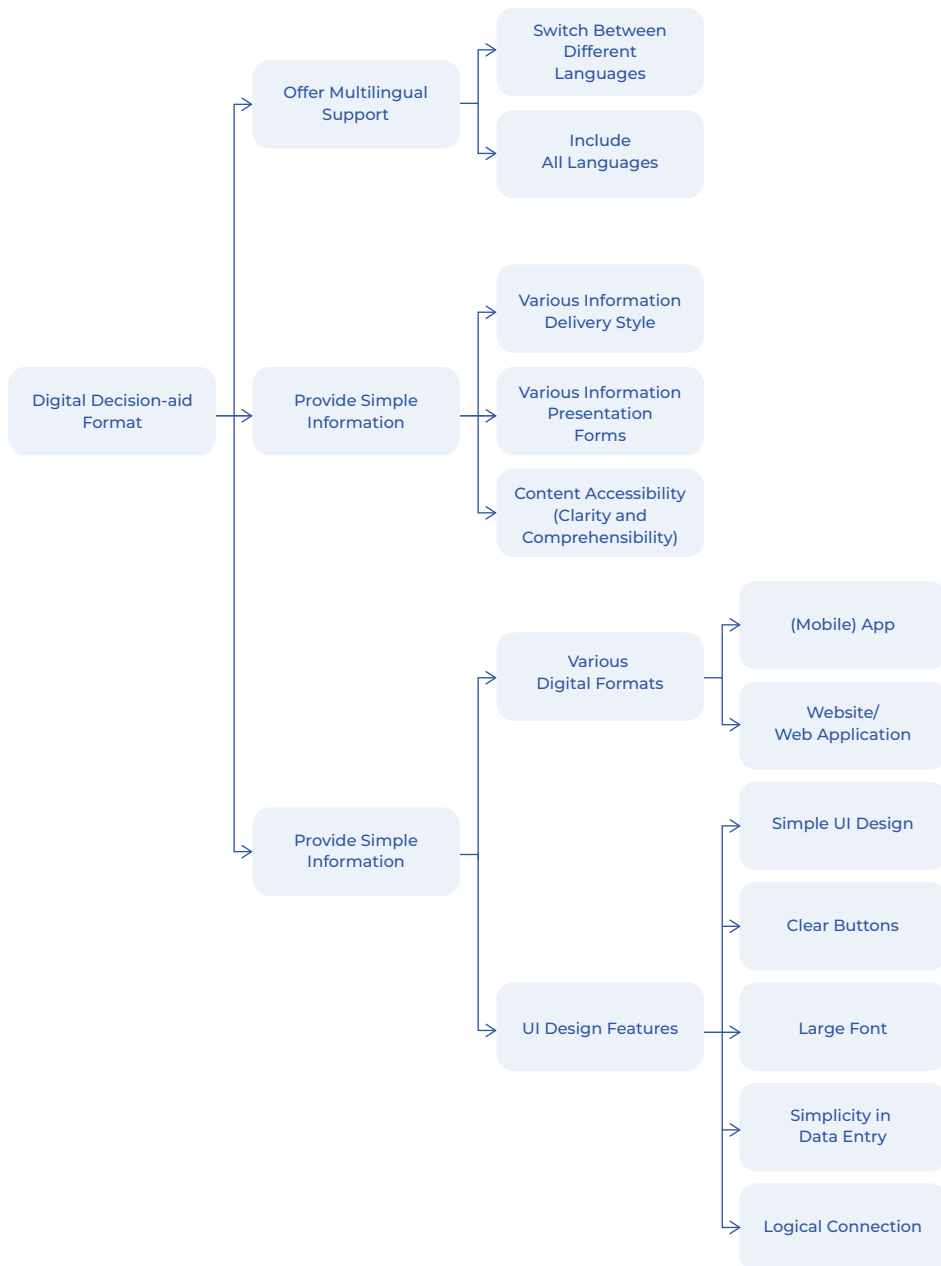 Digital Decision-aid
Format
Offer Multilingual
Support
Switch Between
Different
Languages
Include
All Languages
Provide Simple
Information
Various Information
Delivery Style
Various Information
Presentation
Forms
Content Accessibility
(Clarity and
Comprehensibility)
Provide Simple
Information
Various
Digital Formats
(Mobile) App
Website/
Web Application
UI Design Features
Simple UI Design
Clear Buttons
Large Font
Simplicity in
Data Entry
Logical Connection